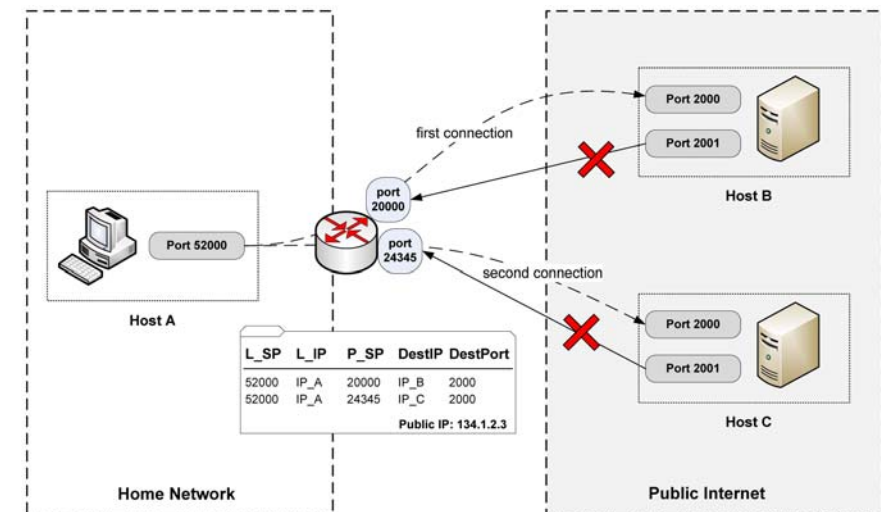 Port 2000
first connection
Port 2001
port
20000
Host B
Port 52000
port
24345
second connection
Host A
Port 2000
Port 2001
L_SP L_IP P_SP DestIP DestPort
52000 IP_A 20000 IP_B 2000
52000 IP_A 24345 IP_C 2000
Public IP: 134.1.2.3
Host C
Home Network
Public Internet